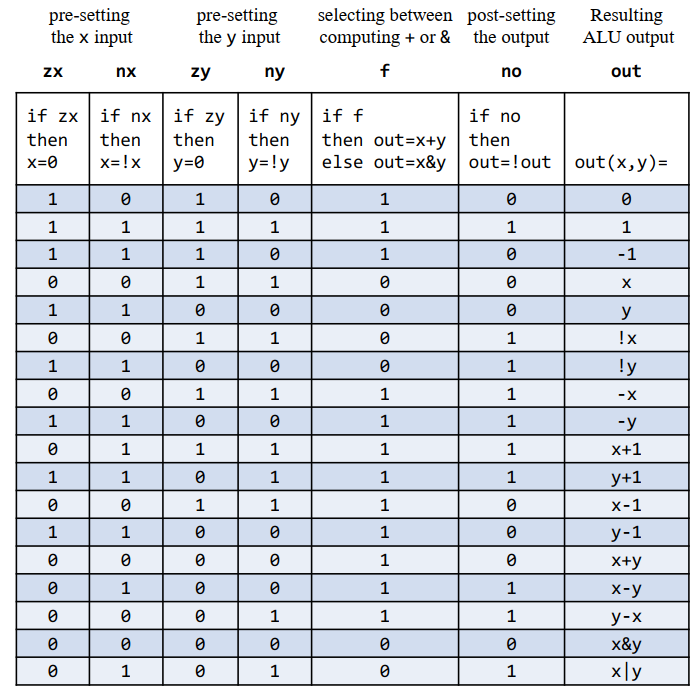 pre-setting the x input pre-setting the y input selecting between computing + or & post-setting the output Resulting ALU output
zx nx zy ny f no out
if zx then x=0 if nx then x=!x if zy then y=0 if ny then y=!y if f then out=x+y else out=x&y if no then out=!out out(x,y)=
1 0 1 0 1 0 0
1 1 1 1 1 1 1
1 1 1 0 1 0 -1
0 0 1 1 0 0 x
1 1 0 0 0 0 y
0 0 1 1 0 1 !x
1 1 0 0 0 1 !y
0 0 1 1 1 1 -x
1 1 0 0 1 1 -y
0 1 1 1 1 1 x+1
1 1 0 1 1 1 y+1
0 0 1 1 1 0 x-1
1 1 0 0 1 0 y-1
0 0 0 0 1 0 x+y
0 1 0 0 1 1 x-y
0 0 0 1 1 1 y-x
0 0 0 0 0 0 x&y
0 1 0 1 0 1 x|y